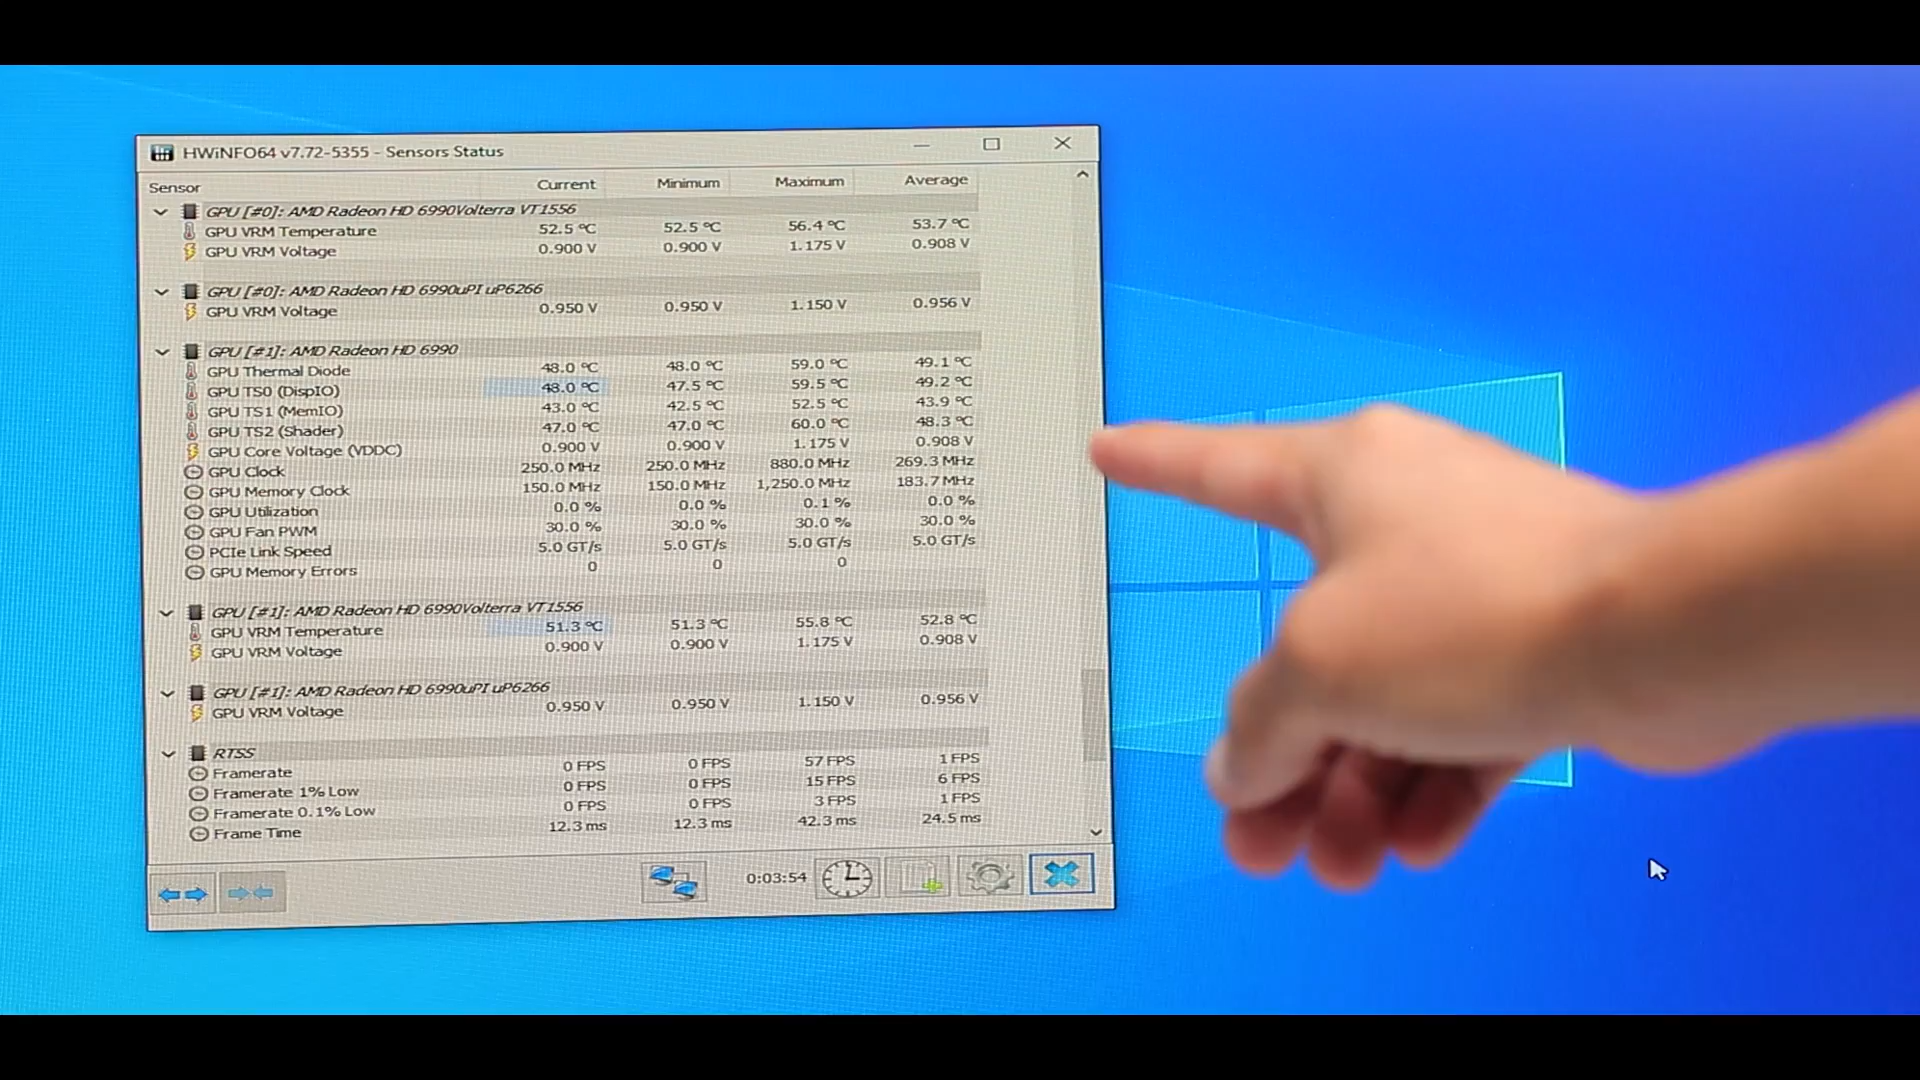 HWiNFO64 v7.72-5355 - Sensors Status
Sensor Current Minimum Maximum Average
GPU [#0]: AMD Radeon HD 6990Volterra VT1556
GPU VRM Temperature 52.5 °C 52.5 °C 56.4 °C 53.7 °C
GPU VRM Voltage 0.900 V 0.900 V 1.175 V 0.908 V
GPU [#0]: AMD Radeon HD 6990uPI uP6266
GPU VRM Voltage 0.950 V 0.950 V 1.150 V 0.956 V
GPU [#1]: AMD Radeon HD 6990
GPU Thermal Diode 48.0 °C 48.0 °C 59.0 °C 49.1 °C
GPU TS0 (DispIO) 48.0 °C 47.5 °C 59.5 °C 49.2 °C
GPU TS1 (MemIO) 43.0 °C 42.5 °C 52.5 °C 43.9 °C
GPU TS2 (Shader) 47.0 °C 47.0 °C 60.0 °C 48.3 °C
GPU Core Voltage (VDDC) 0.900 V 0.900 V 1.175 V 0.908 V
GPU Clock 250.0 MHz 250.0 MHz 880.0 MHz 269.3 MHz
GPU Memory Clock 150.0 MHz 150.0 MHz 1,250.0 MHz 183.7 MHz
GPU Utilization 0.0 % 0.0 % 0.1 % 0.0 %
GPU Fan PWM 30.0 % 30.0 % 30.0 % 30.0 %
PCIe Link Speed 5.0 GT/s 5.0 GT/s 5.0 GT/s 5.0 GT/s
GPU Memory Errors 0 0 0
GPU [#1]: AMD Radeon HD 6990Volterra VT1556
GPU VRM Temperature 51.3 °C 51.3 °C 55.8 °C 52.8 °C
GPU VRM Voltage 0.900 V 0.900 V 1.175 V 0.908 V
GPU [#1]: AMD Radeon HD 6990uPI uP6266
GPU VRM Voltage 0.950 V 0.950 V 1.150 V 0.956 V
RTSS
Framerate 0 FPS 0 FPS 57 FPS 1 FPS
Framerate 1% Low 0 FPS 0 FPS 15 FPS 6 FPS
Framerate 0.1% Low 0 FPS 0 FPS 3 FPS 1 FPS
Frame Time 12.3 ms 12.3 ms 42.3 ms 24.5 ms
0:03:54